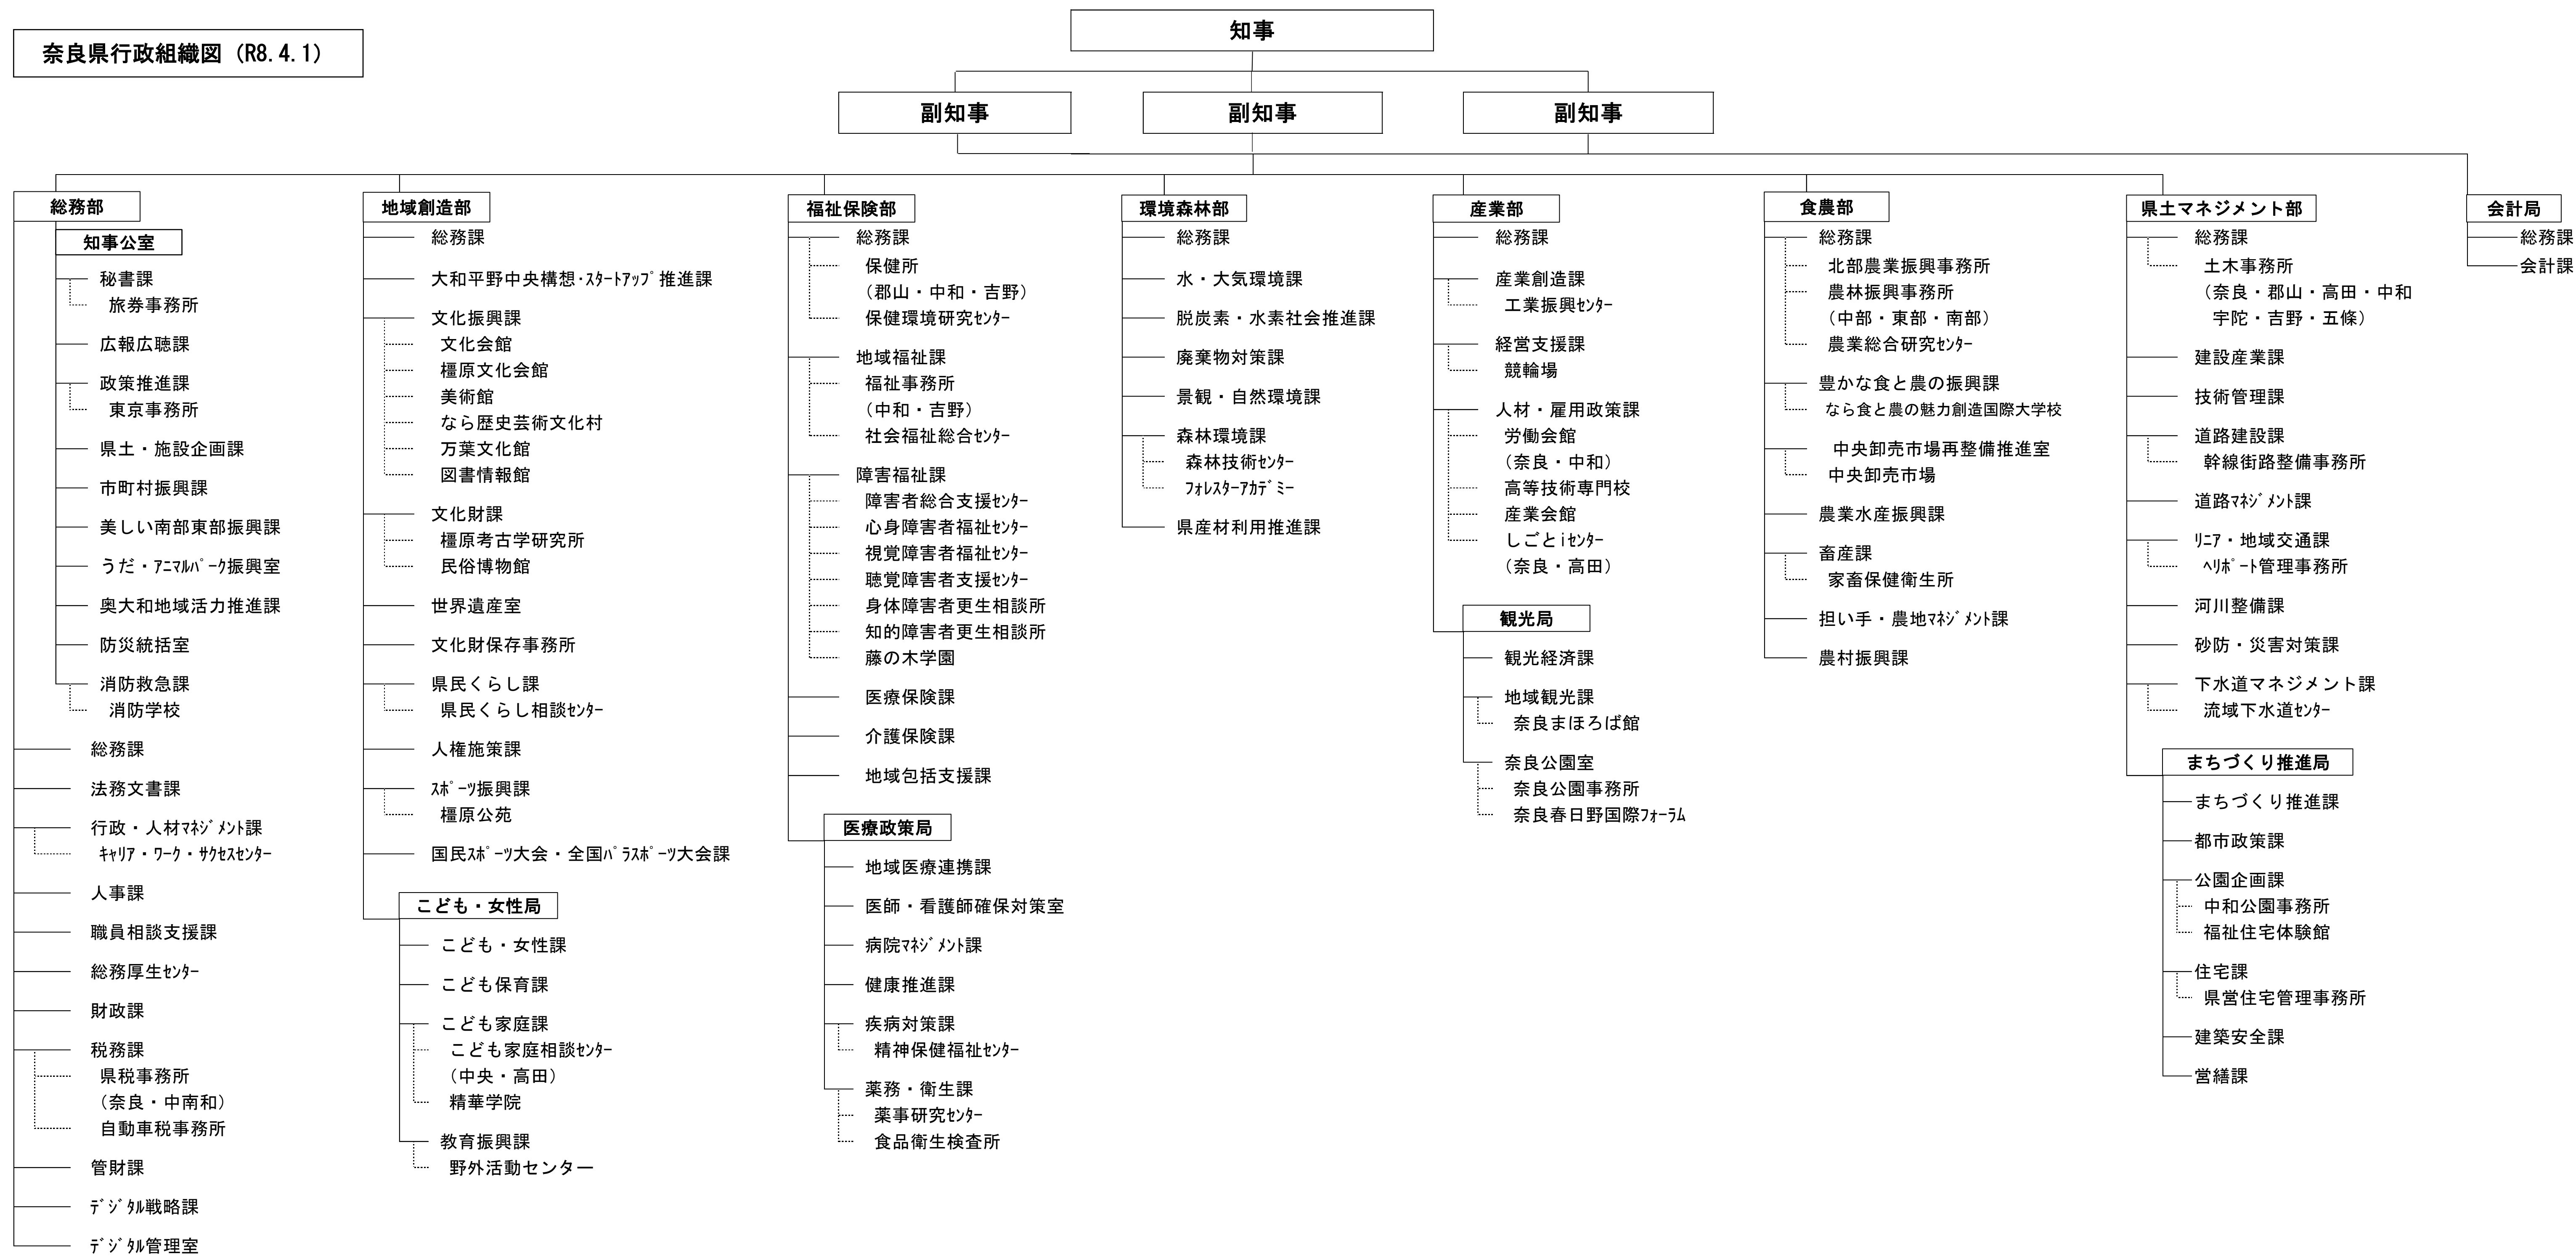 奈良県行政組織図（R8.4.1）
知事
副知事
副知事
副知事
総務部
知事公室
秘書課
旅券事務所
広報広聴課
政策推進課
東京事務所
県土・施設企画課
市町村振興課
美しい南部東部振興課
うだ・ｱﾆﾏﾙﾊﾟｰｸ振興室
奥大和地域活力推進課
防災統括室
消防救急課
消防学校
総務課
法務文書課
行政・人材ﾏﾈｼﾞﾒﾝﾄ課
ｷｬﾘｱ・ﾜｰｸ・ｻｸｾｽｾﾝﾀｰ
人事課
職員相談支援課
総務厚生ｾﾝﾀｰ
財政課
税務課
県税事務所
（奈良・中南和）
自動車税事務所
管財課
ﾃﾞｼﾞﾀﾙ戦略課
ﾃﾞｼﾞﾀﾙ管理室
地域創造部
総務課
大和平野中央構想･ｽﾀｰﾄｱｯﾌﾟ推進課
文化振興課
文化会館
橿原文化会館
美術館
なら歴史芸術文化村
万葉文化館
図書情報館
文化財課
橿原考古学研究所
民俗博物館
世界遺産室
文化財保存事務所
県民くらし課
県民くらし相談ｾﾝﾀｰ
人権施策課
ｽﾎﾟｰﾂ振興課
橿原公苑
国民ｽﾎﾟｰﾂ大会・全国ﾊﾟﾗｽﾎﾟｰﾂ大会課
こども・女性局
こども・女性課
こども保育課
こども家庭課
こども家庭相談ｾﾝﾀｰ
（中央・高田）
精華学院
教育振興課
野外活動センター
福祉保険部
総務課
保健所
（郡山・中和・吉野）
保健環境研究ｾﾝﾀｰ
地域福祉課
福祉事務所
（中和・吉野）
社会福祉総合ｾﾝﾀｰ
障害福祉課
障害者総合支援ｾﾝﾀｰ
心身障害者福祉ｾﾝﾀｰ
視覚障害者福祉ｾﾝﾀｰ
聴覚障害者支援ｾﾝﾀｰ
身体障害者更生相談所
知的障害者更生相談所
藤の木学園
医療保険課
介護保険課
地域包括支援課
医療政策局
地域医療連携課
医師・看護師確保対策室
病院ﾏﾈｼﾞﾒﾝﾄ課
健康推進課
疾病対策課
精神保健福祉ｾﾝﾀｰ
薬務・衛生課
薬事研究ｾﾝﾀｰ
食品衛生検査所
環境森林部
総務課
水・大気環境課
脱炭素・水素社会推進課
廃棄物対策課
景観・自然環境課
森林環境課
森林技術ｾﾝﾀｰ
ﾌｫﾚｽﾀｰｱｶﾃﾞﾐｰ
県産材利用推進課
産業部
総務課
産業創造課
工業振興ｾﾝﾀｰ
経営支援課
競輪場
人材・雇用政策課
労働会館
（奈良・中和）
高等技術専門校
産業会館
しごとiｾﾝﾀｰ
（奈良・高田）
観光局
観光経済課
地域観光課
奈良まほろば館
奈良公園室
奈良公園事務所
奈良春日野国際ﾌｫｰﾗﾑ
食農部
総務課
北部農業振興事務所
農林振興事務所
（中部・東部・南部）
農業総合研究ｾﾝﾀｰ
豊かな食と農の振興課
なら食と農の魅力創造国際大学校
中央卸売市場再整備推進室
中央卸売市場
農業水産振興課
畜産課
家畜保健衛生所
担い手・農地ﾏﾈｼﾞﾒﾝﾄ課
農村振興課
県土マネジメント部
総務課
土木事務所
（奈良・郡山・高田・中和
宇陀・吉野・五條）
建設産業課
技術管理課
道路建設課
幹線街路整備事務所
道路ﾏﾈｼﾞﾒﾝﾄ課
ﾘﾆｱ・地域交通課
ﾍﾘﾎﾟｰﾄ管理事務所
河川整備課
砂防・災害対策課
下水道マネジメント課
流域下水道ｾﾝﾀｰ
まちづくり推進局
まちづくり推進課
都市政策課
公園企画課
中和公園事務所
福祉住宅体験館
住宅課
県営住宅管理事務所
建築安全課
営繕課
会計局
総務課
会計課